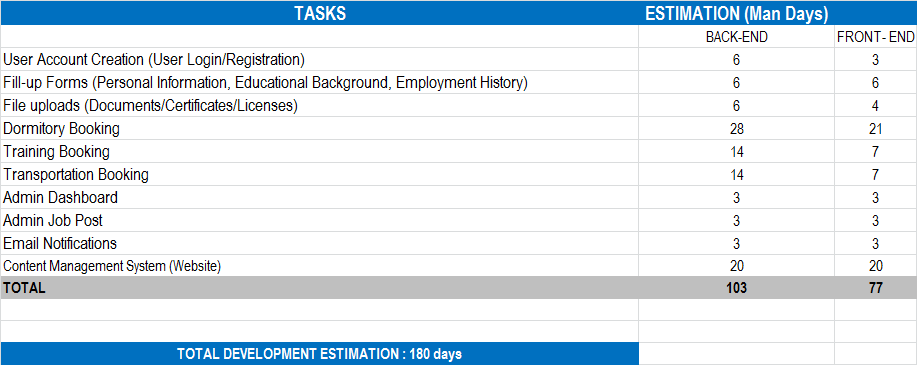 TASKS ESTIMATION (Man Days)
BACK-END FRONT- END
User Account Creation (User Login/Registration) 6 3
Fill-up Forms (Personal Information, Educational Background, Employment History) 6 6
File uploads (Documents/Certificates/Licenses) 6 4
Dormitory Booking 28 21
Training Booking 14 7
Transportation Booking 14 7
Admin Dashboard 3 3
Admin Job Post 3 3
Email Notifications 3 3
Content Management System (Website) 20 20
TOTAL 103 77
TOTAL DEVELOPMENT ESTIMATION : 180 days